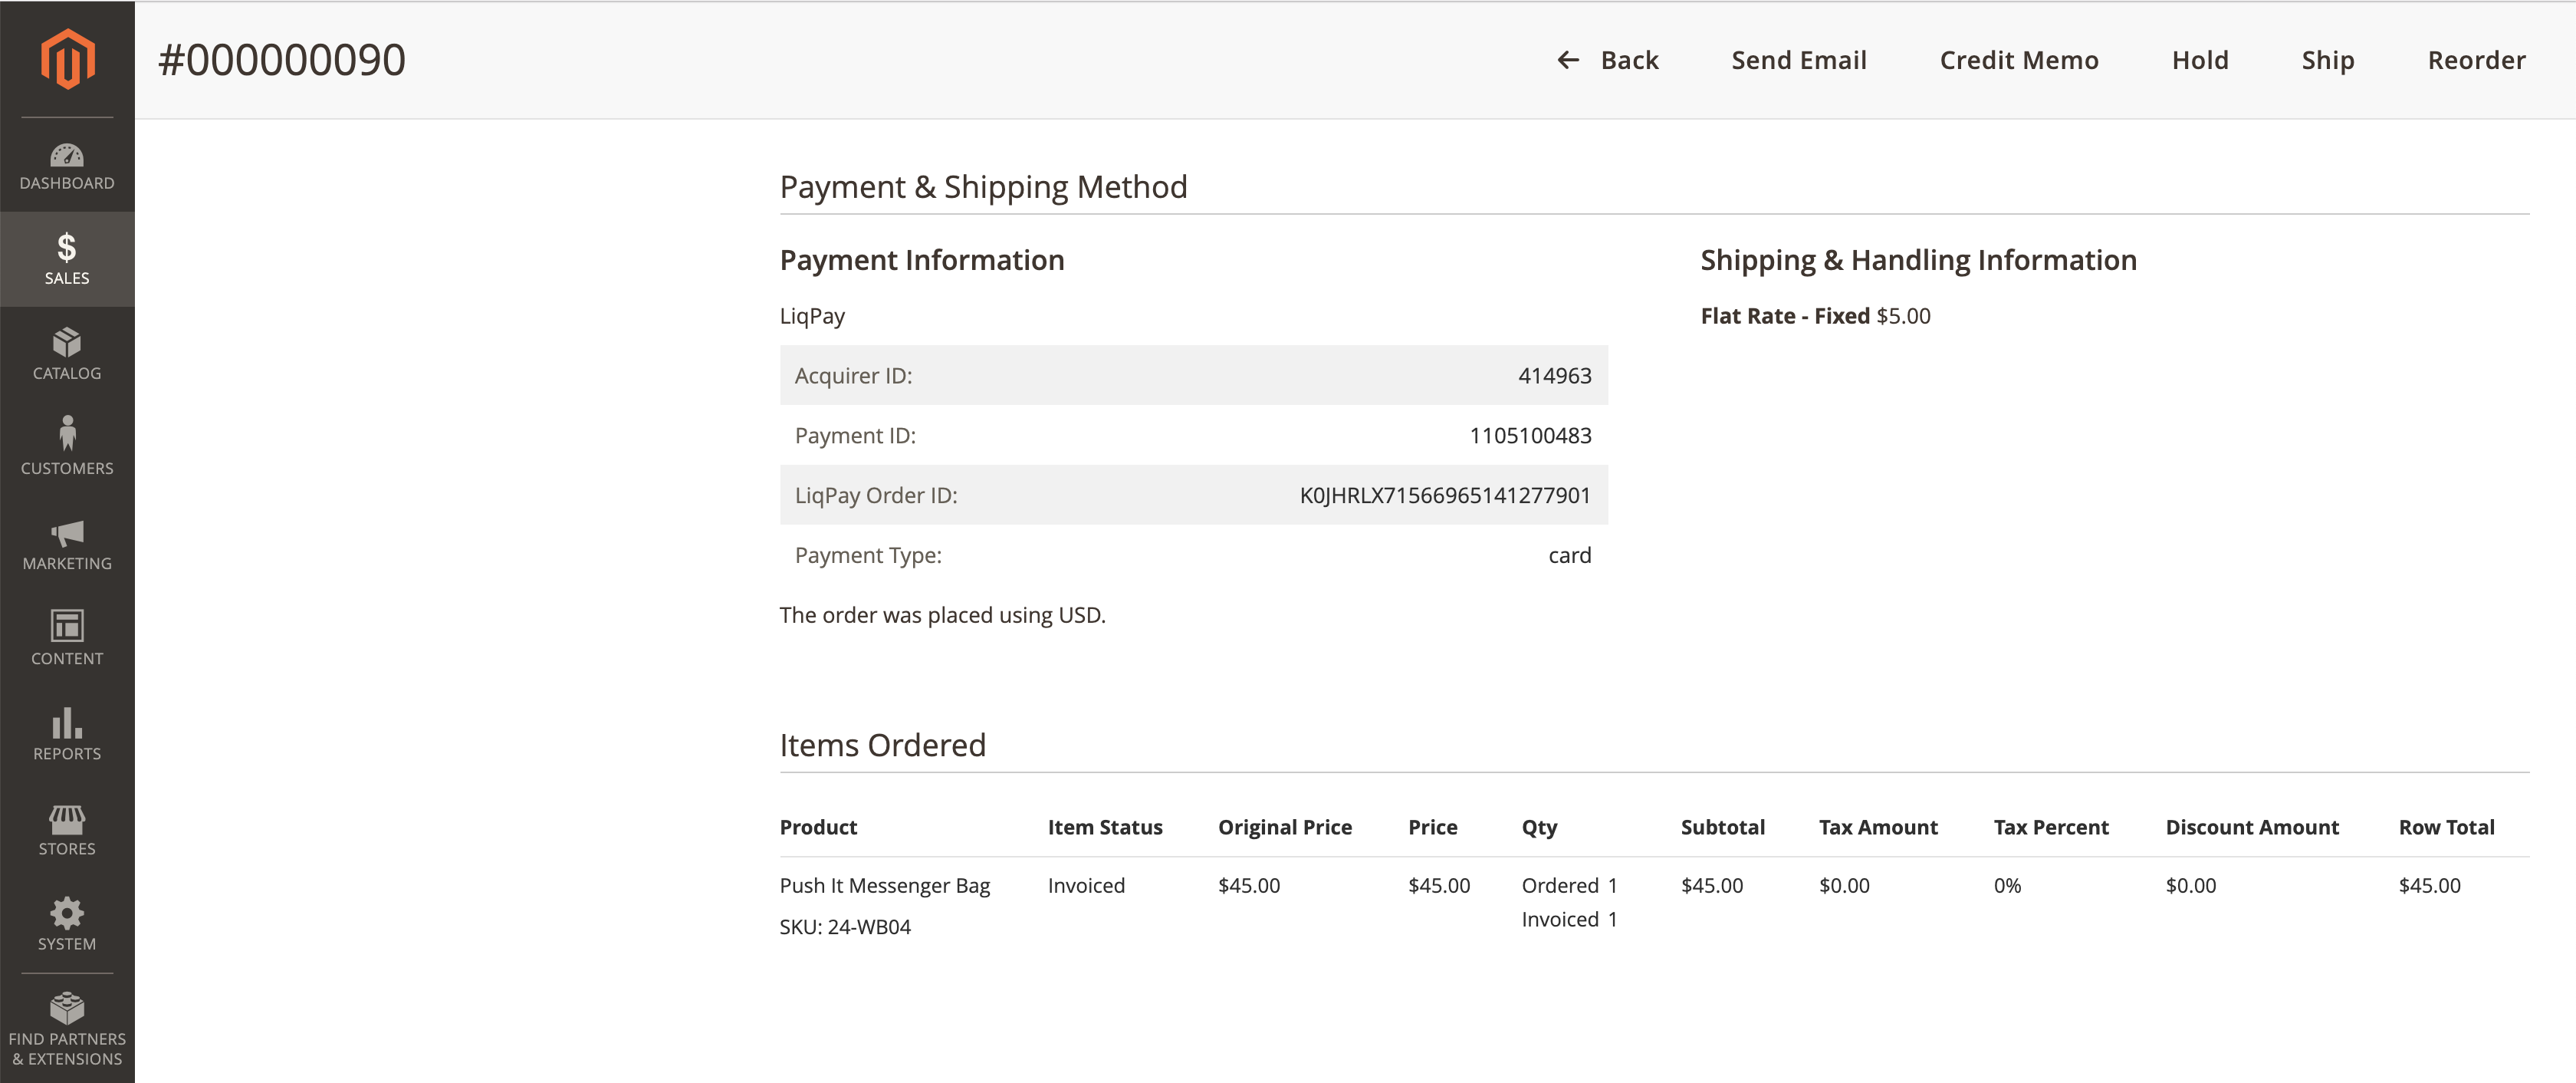 #000000090
Back
Send Email
Credit Memo
Hold
Ship
Reorder
DASHBOARD
SALES
CATALOG
CUSTOMERS
MARKETING
CONTENT
REPORTS
STORES
SYSTEM
FIND PARTNERS
& EXTENSIONS
Payment & Shipping Method
Payment Information
LiqPay
Acquirer ID: 414963
Payment ID: 1105100483
LiqPay Order ID: K0JHRLX71566965141277901
Payment Type: card
The order was placed using USD.
Shipping & Handling Information
Flat Rate - Fixed $5.00
Items Ordered
Product Item Status Original Price Price Qty Subtotal Tax Amount Tax Percent Discount Amount Row Total
Push It Messenger Bag Invoiced $45.00 $45.00 Ordered 1 $45.00 $0.00 0% $0.00 $45.00
Invoiced 1
SKU: 24-WB04